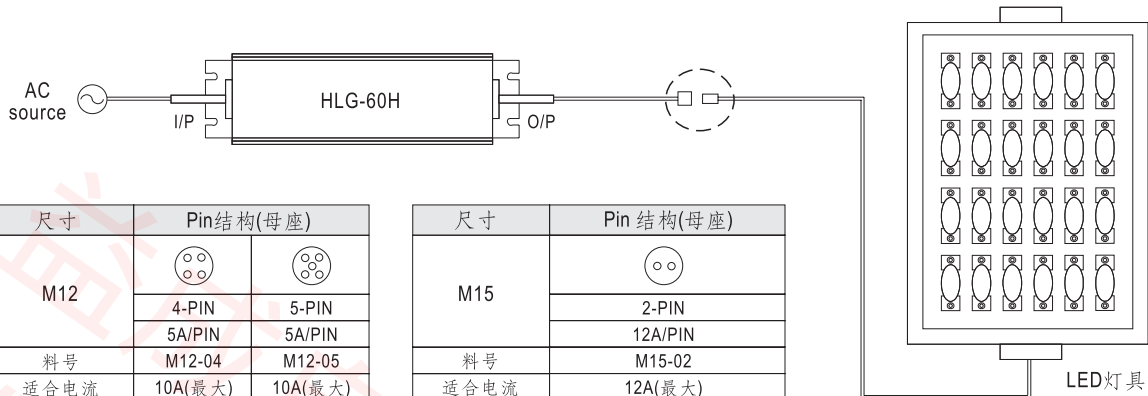 AC
source
I/P
HLG-60H
O/P
尺寸 Pin结构(母座)
M12
4-PIN 5-PIN
5A/PIN 5A/PIN
料号 M12-04 M12-05
适合电流 10A(最大) 10A(最大)
尺寸 Pin 结构(母座)
M15
2-PIN
12A/PIN
料号 M15-02
适合电流 12A(最大)
LED灯具